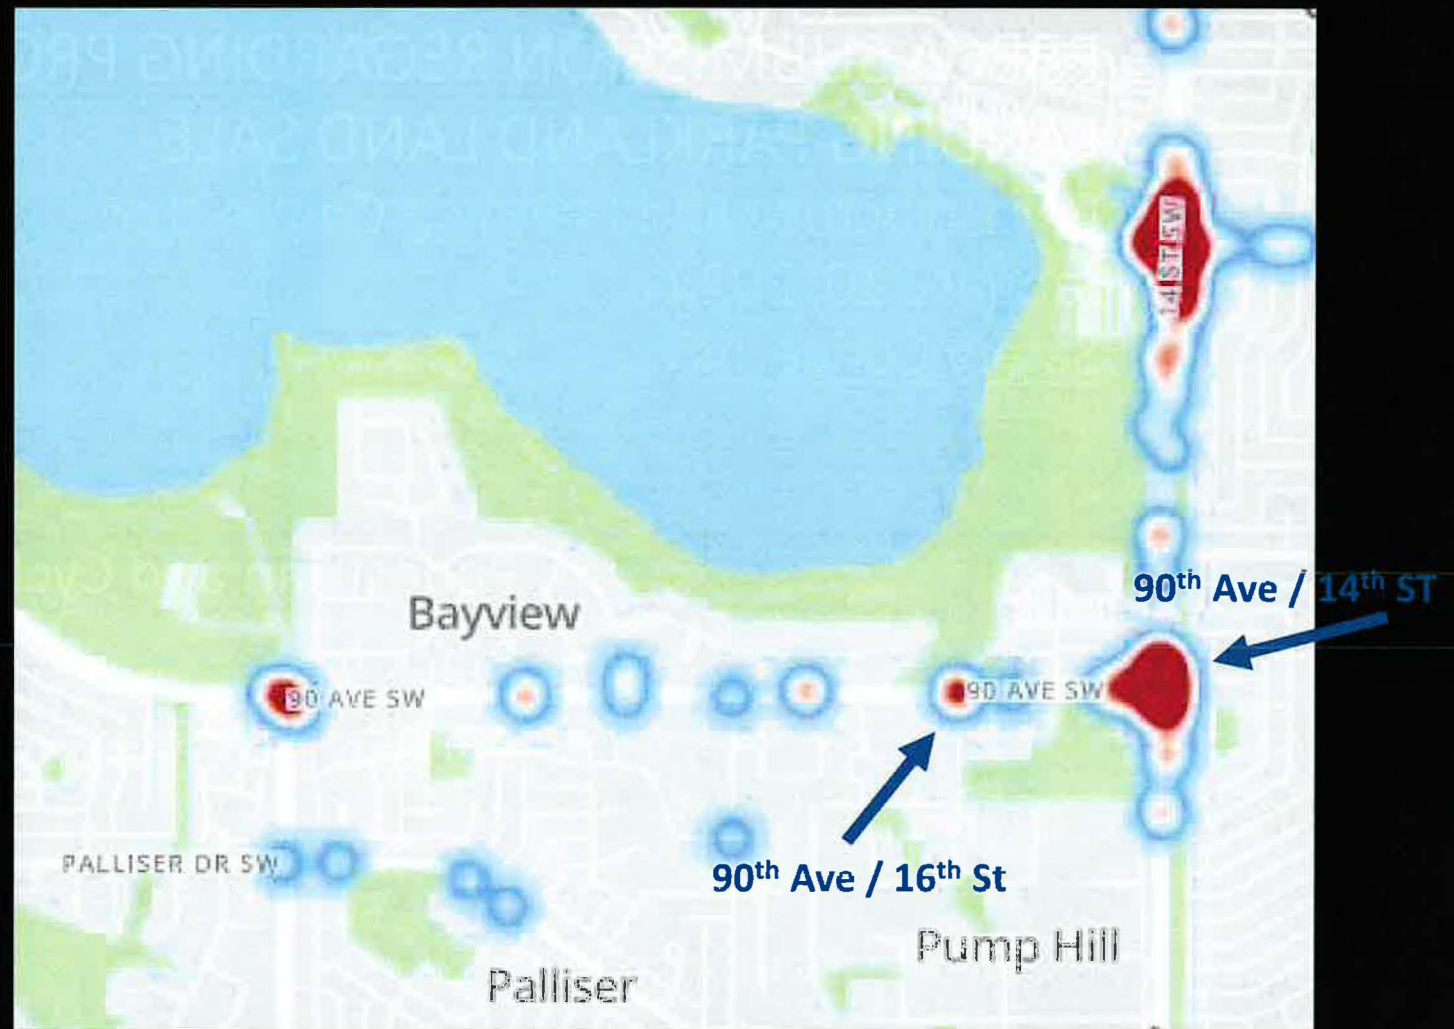 14 ST SW
90th Ave / 14th ST
Bayview
90 AVE SW
90 AVE SW
PALLISER DR SW
90th Ave / 16th St
Pump Hill
Palliser